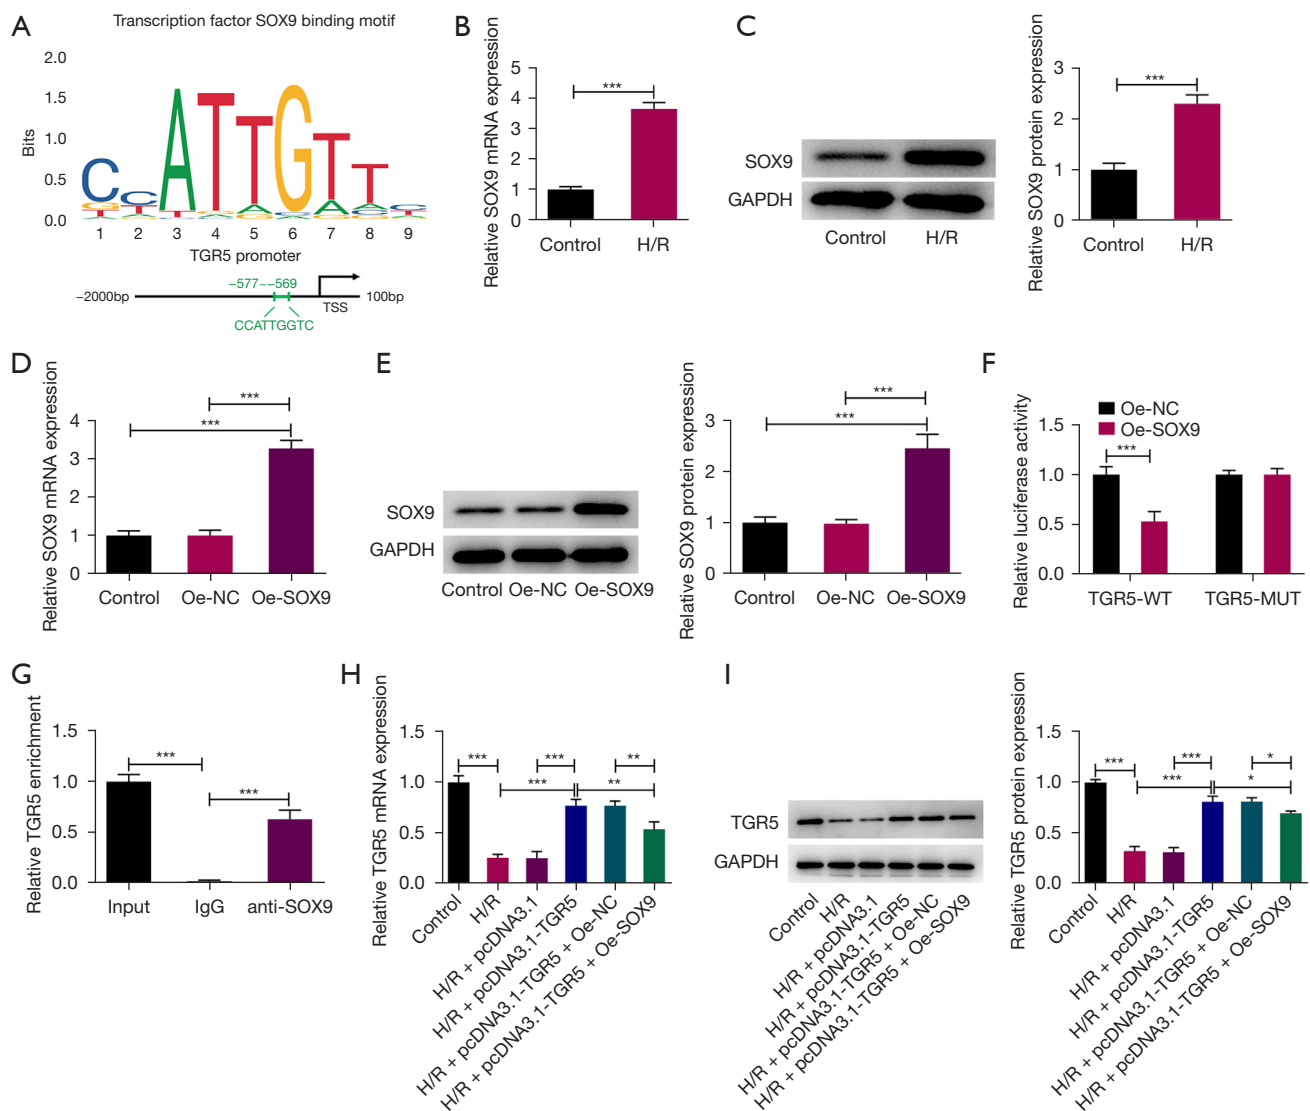 A
Transcription factor SOX9 binding motif
Bits
2.0
1.5
1.0
0.5
0.0
CCATTGTTC
1 2 3 4 5 6 7 8 9
TGR5 promoter
−577~−569
−2000bp
TSS
100bp
CCATTGGTC
B
Relative SOX9 mRNA expression
5
4
3
2
1
0
***
Control H/R
C
SOX9
GAPDH
Control H/R
Relative SOX9 protein expression
3
2
1
0
***
Control H/R
D
Relative SOX9 mRNA expression
4
3
2
1
0
***
***
Control Oe-NC Oe-SOX9
E
SOX9
GAPDH
Control Oe-NC Oe-SOX9
Relative SOX9 protein expression
3
2
1
0
***
***
Control Oe-NC Oe-SOX9
F
Relative luciferase activity
1.5
1.0
0.5
0.0
Oe-NC
Oe-SOX9
***
TGR5-WT TGR5-MUT
G
Relative TGR5 enrichment
1.5
1.0
0.5
0.0
***
***
Input IgG anti-SOX9
H
Relative TGR5 mRNA expression
1.5
1.0
0.5
0.0
*** *** **
*** **
Control
H/R
H/R + pcDNA3.1
H/R + pcDNA3.1-TGR5
H/R + pcDNA3.1-TGR5 + Oe-NC
H/R + pcDNA3.1-TGR5 + Oe-SOX9
I
TGR5
GAPDH
Control
H/R
H/R + pcDNA3.1
H/R + pcDNA3.1-TGR5
H/R + pcDNA3.1-TGR5 + Oe-NC
H/R + pcDNA3.1-TGR5 + Oe-SOX9
Relative TGR5 protein expression
1.5
1.0
0.5
0.0
*** *** *
*** *
Control
H/R
H/R + pcDNA3.1
H/R + pcDNA3.1-TGR5
H/R + pcDNA3.1-TGR5 + Oe-NC
H/R + pcDNA3.1-TGR5 + Oe-SOX9